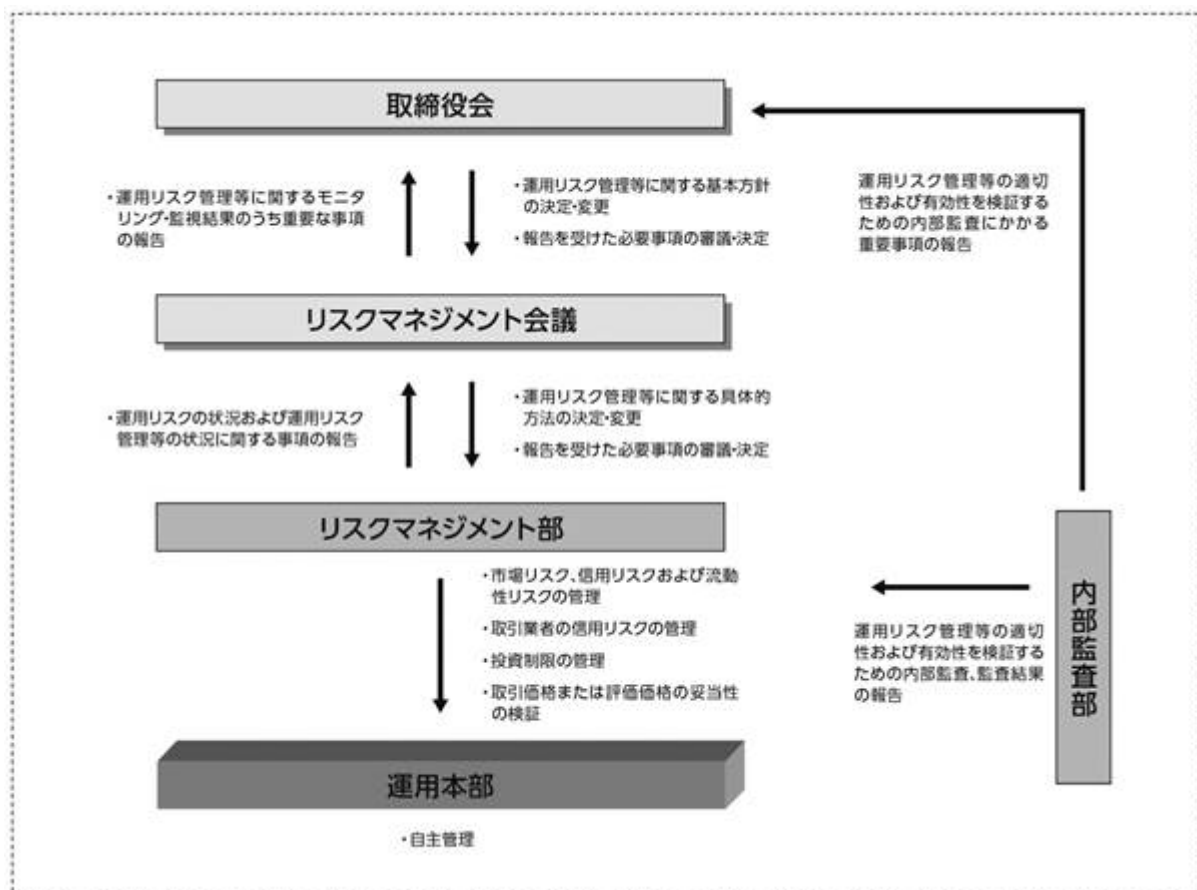 取締役会
・運用リスク管理等に関するモニタ
リング・監視結果のうち重要な事項
の報告
・運用リスク管理等に関する基本方針
の決定・変更
・報告を受けた必要事項の審議・決定
運用リスク管理等の適切
性および有効性を検証する
ための内部監査にかかる
重要事項の報告
リスクマネジメント会議
・運用リスクの状況および運用リスク
管理等の状況に関する事項の報告
・運用リスク管理等に関する具体的
方法の決定・変更
・報告を受けた必要事項の審議・決定
リスクマネジメント部
・市場リスク、信用リスクおよび流動
性リスクの管理
・取引業者の信用リスクの管理
・投資制限の管理
・取引価格または評価価格の妥当性
の検証
運用リスク管理等の適切
性および有効性を検証する
ための内部監査、監査結果
の報告
内部監査部
運用本部
・自主管理